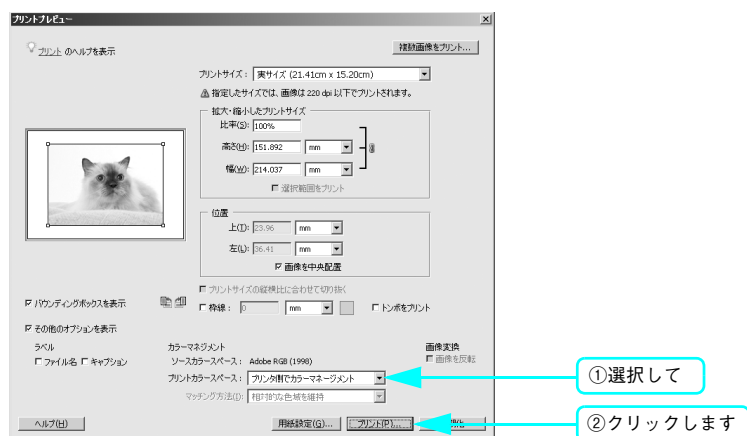 プリントプレビュー
プリント のヘルプを表示
複数画像をプリント...
プリントサイズ： 実サイズ (21.41cm x 15.20cm)
指定したサイズでは、画像は 220 dpi 以下でプリントされます。
拡大・縮小したプリントサイズ
比率(S): 100%
高さ(H): 151.892 mm
幅(W): 214.037 mm
選択範囲をプリント
位置
上(T): 23.96 mm
左(L): 36.41 mm
画像を中央配置
プリントサイズの縦横比に合わせて切り抜く
バウンディングボックスを表示
枠線： 0 mm
トンボをプリント
その他のオプションを表示
ラベル
カラーマネジメント
画像変換
ファイル名 キャプション
ソースカラースペース： Adobe RGB (1998)
画像を反転
プリントカラースペース： プリンタ側でカラーマネージメント
①選択して
マッチング方法(I): 相対的な色域を維持
ヘルプ(H)
用紙設定(G)...
プリント(P)...
②クリックします